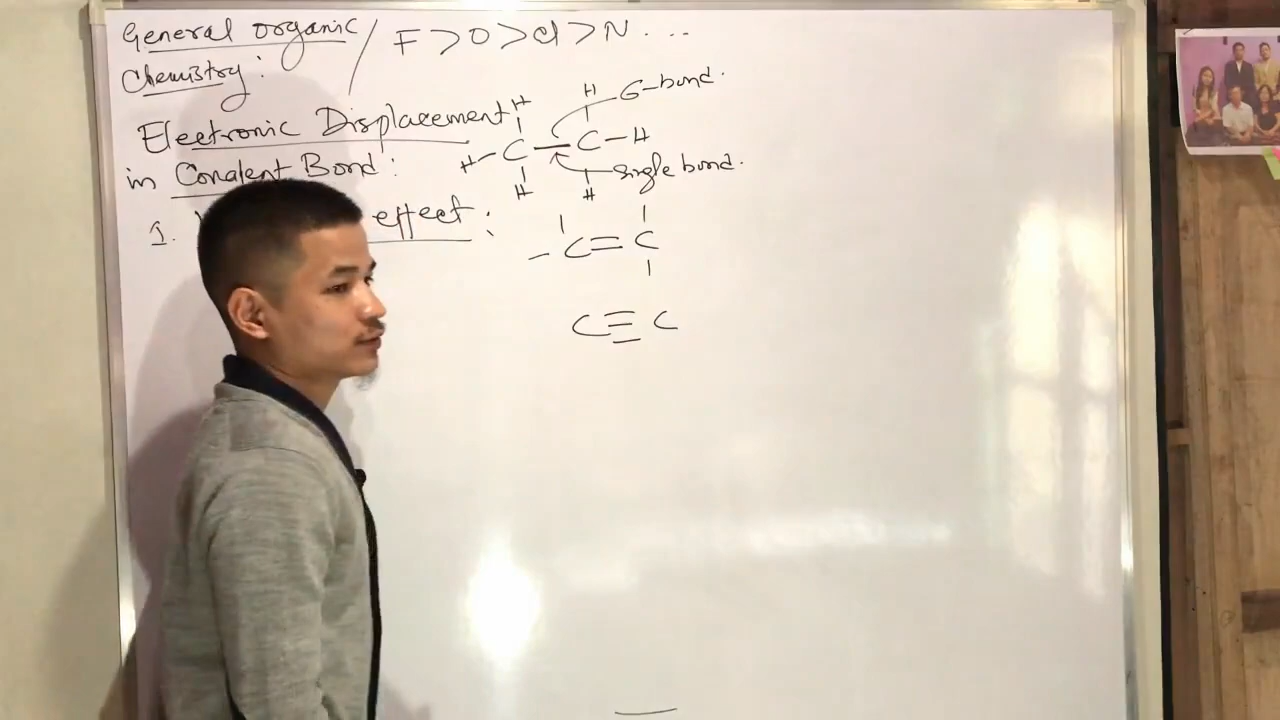 General organic / F > O > Cl > N ...
Chemistry :
Electronic Displacement
in Covalent Bond :
1. effect :
H H σ-bond.
H - C - C - H
H H single bond.
- C = C
C ≡ C